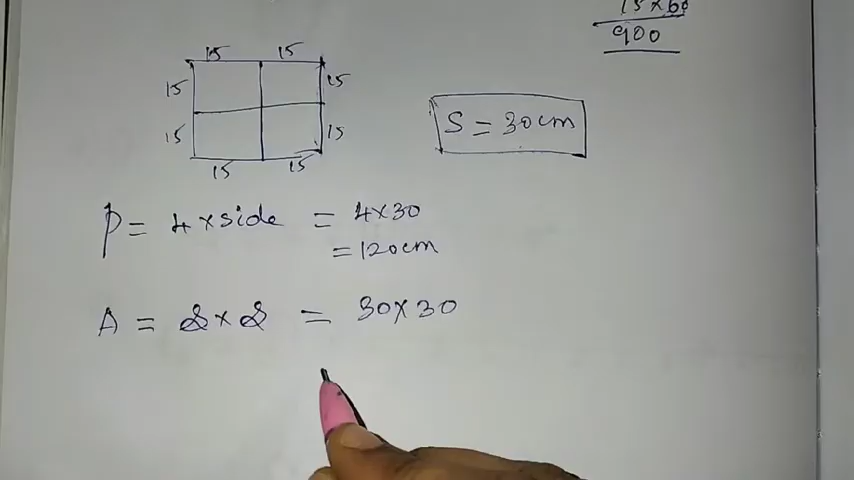 15 x 60
900
15 15
15 15
15 15
15 15
S = 30cm
P = 4 x side = 4 x 30
= 120cm
A = S x S = 30 x 30